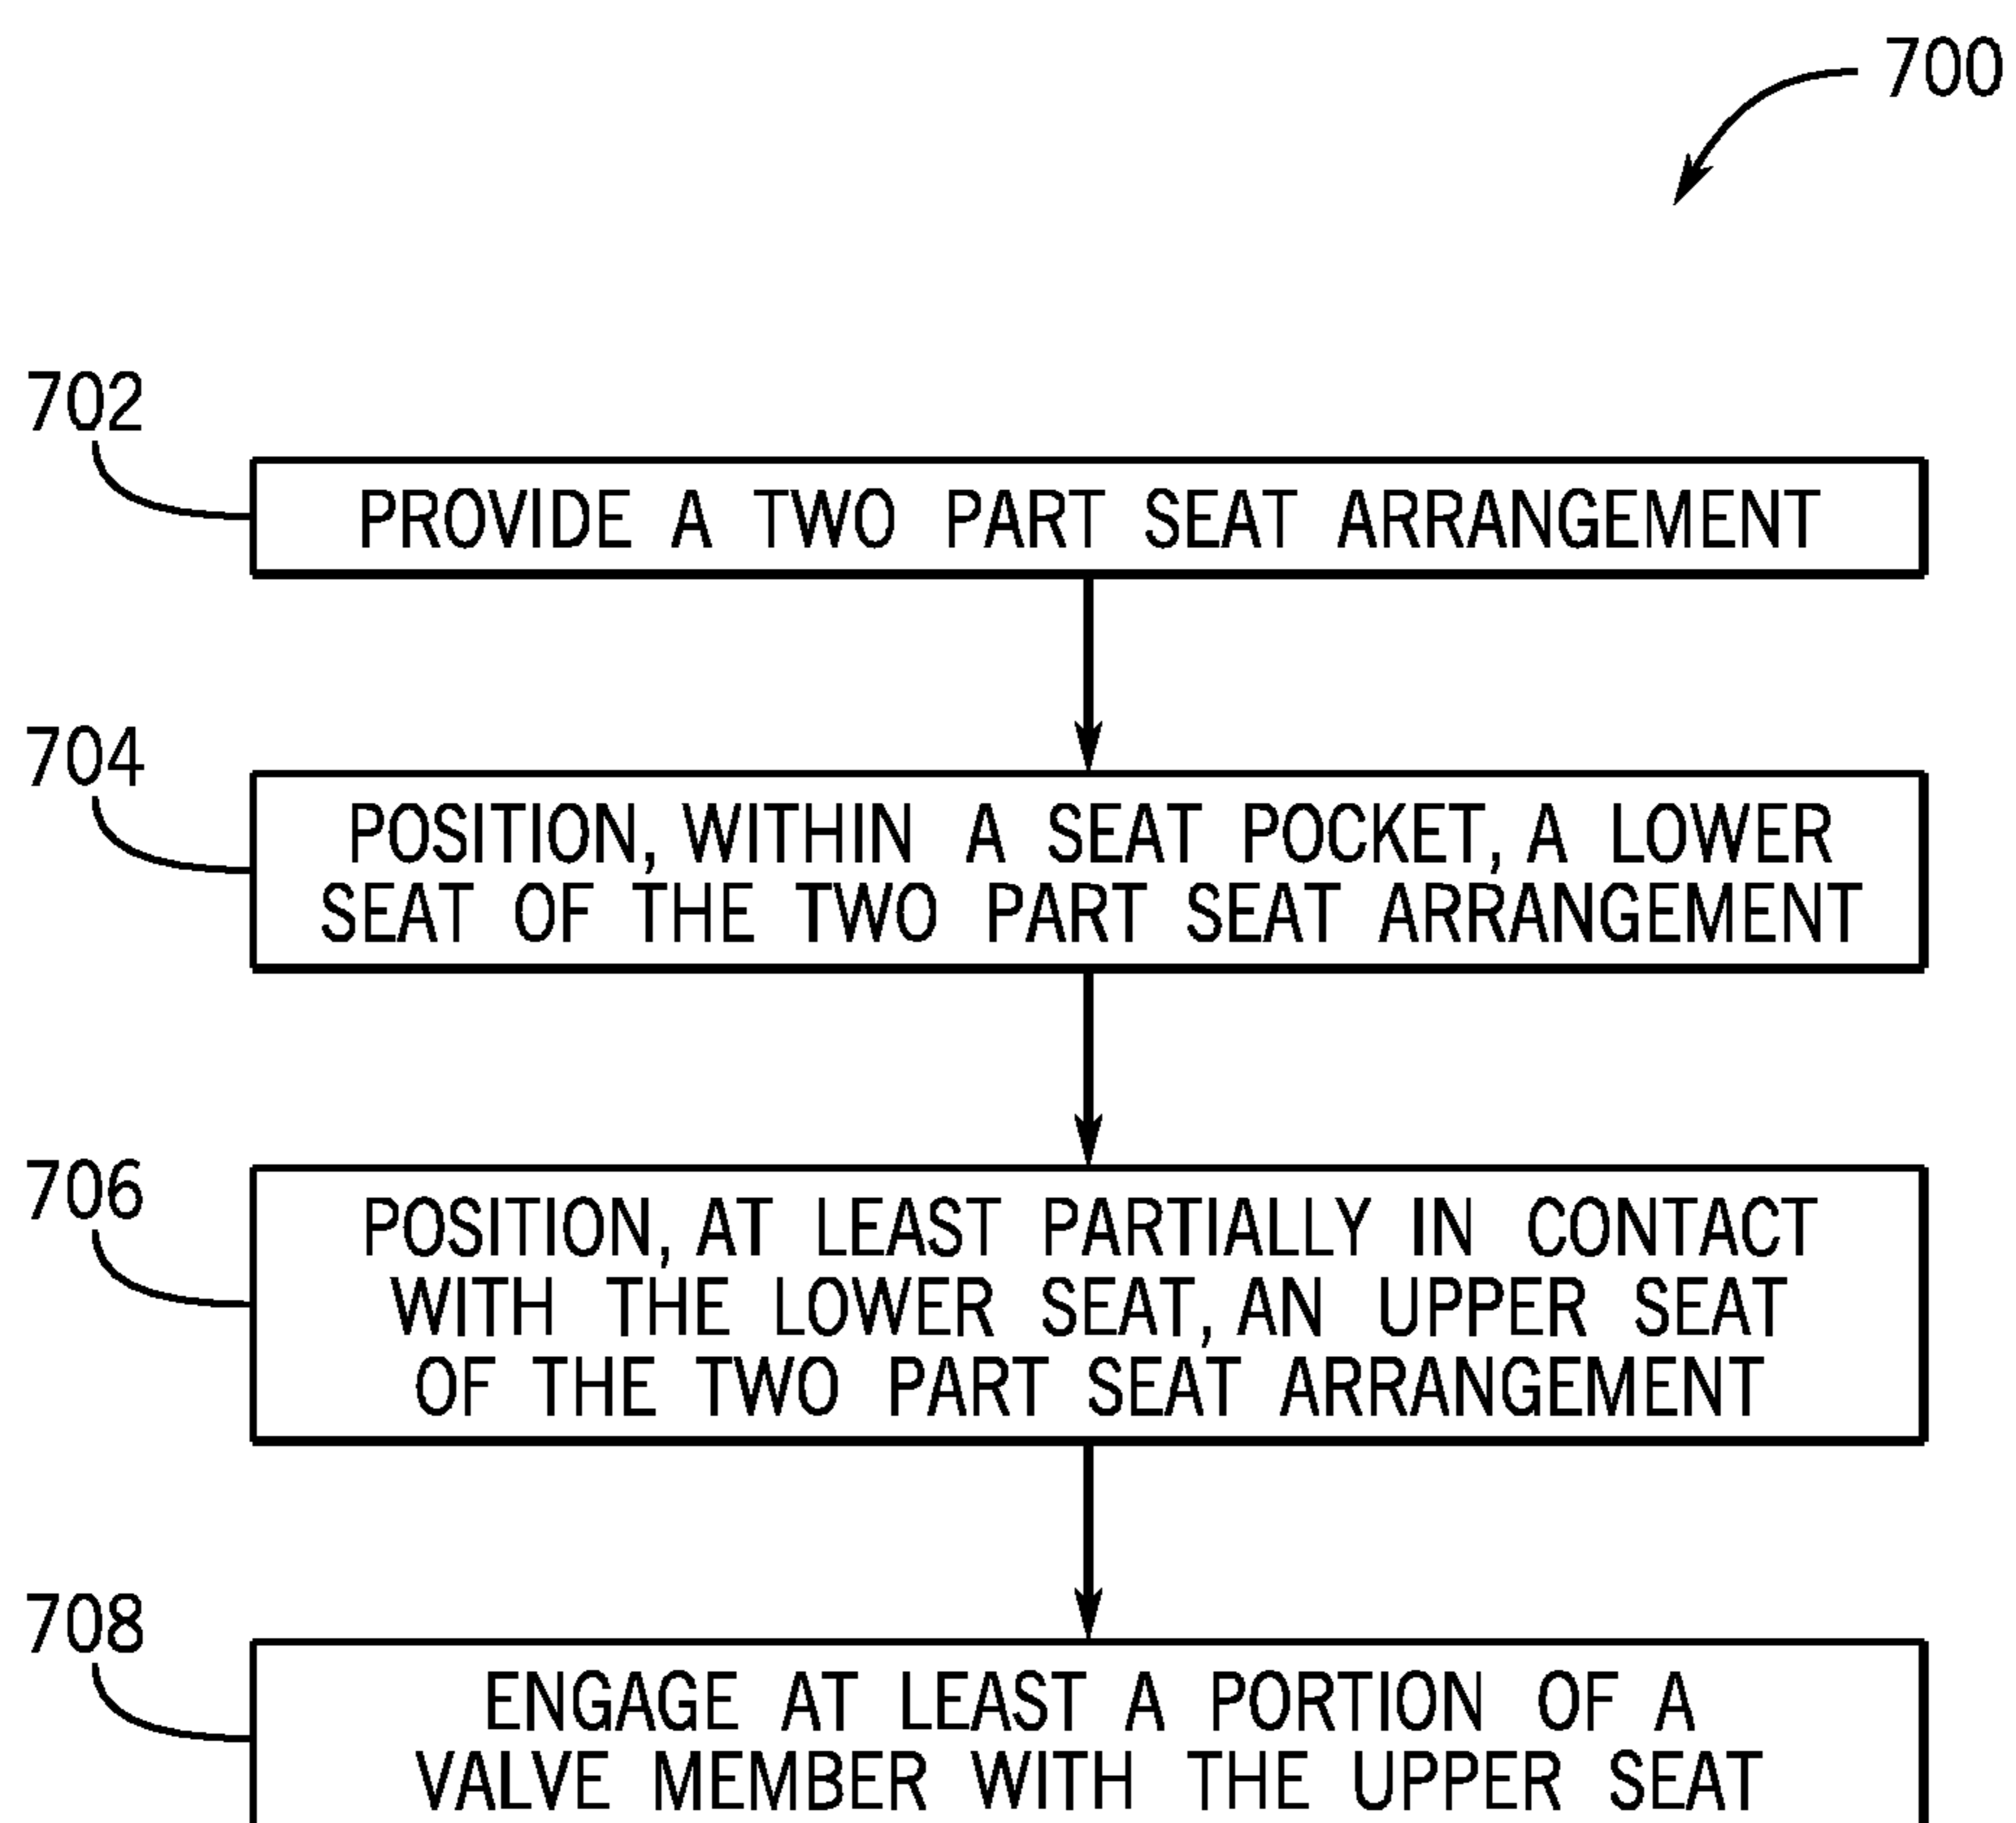 700
702
PROVIDE A TWO PART SEAT ARRANGEMENT
704
POSITION, WITHIN A SEAT POCKET, A LOWER
SEAT OF THE TWO PART SEAT ARRANGEMENT
706
POSITION, AT LEAST PARTIALLY IN CONTACT
WITH THE LOWER SEAT, AN UPPER SEAT
OF THE TWO PART SEAT ARRANGEMENT
708
ENGAGE AT LEAST A PORTION OF A
VALVE MEMBER WITH THE UPPER SEAT